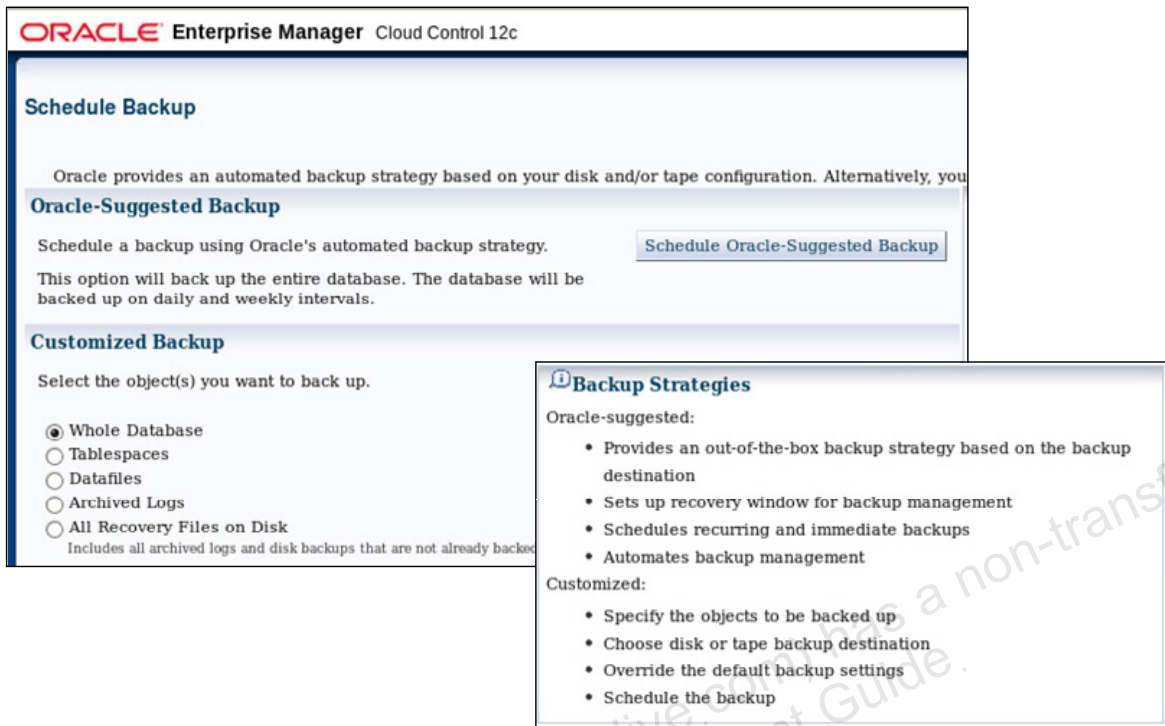 ORACLE Enterprise Manager Cloud Control 12c
Schedule Backup
Oracle provides an automated backup strategy based on your disk and/or tape configuration. Alternatively, you
Oracle-Suggested Backup
Schedule a backup using Oracle's automated backup strategy.
Schedule Oracle-Suggested Backup
This option will back up the entire database. The database will be
backed up on daily and weekly intervals.
Customized Backup
Select the object(s) you want to back up.
Whole Database
Tablespaces
Datafiles
Archived Logs
All Recovery Files on Disk
Includes all archived logs and disk backups that are not already backed
Backup Strategies
Oracle-suggested:
• Provides an out-of-the-box backup strategy based on the backup
destination
• Sets up recovery window for backup management
• Schedules recurring and immediate backups
• Automates backup management
Customized:
• Specify the objects to be backed up
• Choose disk or tape backup destination
• Override the default backup settings
• Schedule the backup
com) has a non-transf
Guide.